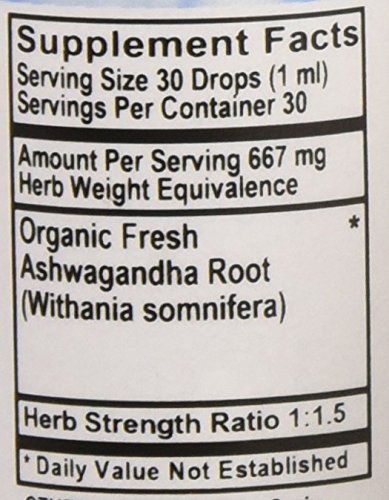 Supplement Facts
Serving Size 30 Drops (1 ml)
Servings Per Container 30
Amount Per Serving 667 mg
Herb Weight Equivalence
Organic Fresh *
Ashwagandha Root
(Withania somnifera)
Herb Strength Ratio 1:1.5
* Daily Value Not Established